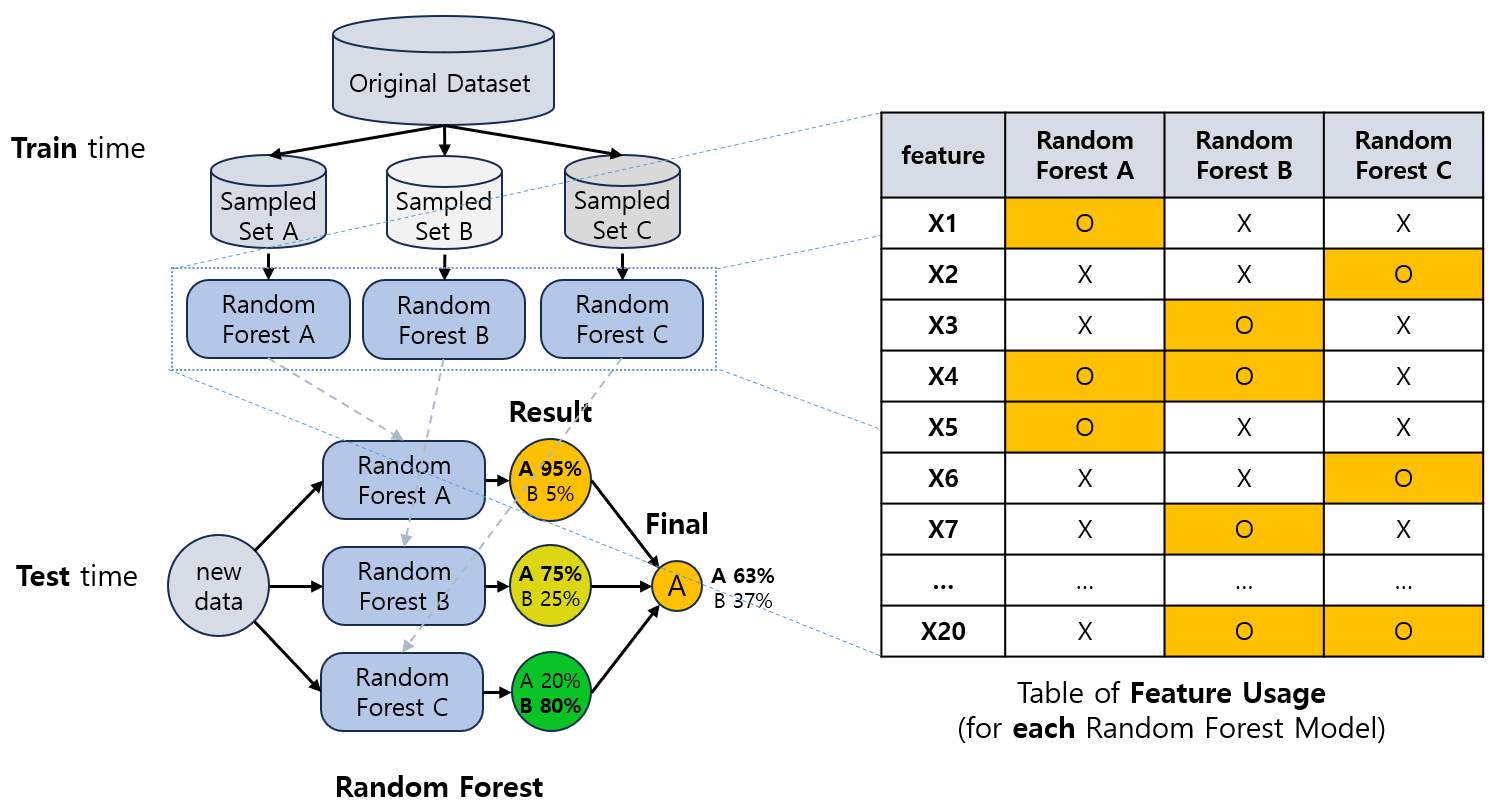 Original Dataset
Train time
Sampled
Set A
Sampled
Set B
Sampled
Set C
Random
Forest A
Random
Forest B
Random
Forest C
Result
Random
Forest A
A 95%
B 5%
Final
Test time
new
data
Random
Forest B
A 75%
B 25%
A
A 63%
B 37%
Random
Forest C
A 20%
B 80%
Random Forest
feature
Random
Forest A
Random
Forest B
Random
Forest C
X1 O X X
X2 X X O
X3 X O X
X4 O O X
X5 O X X
X6 X X O
X7 X O X
... ... ... ...
X20 X O O
Table of Feature Usage
(for each Random Forest Model)